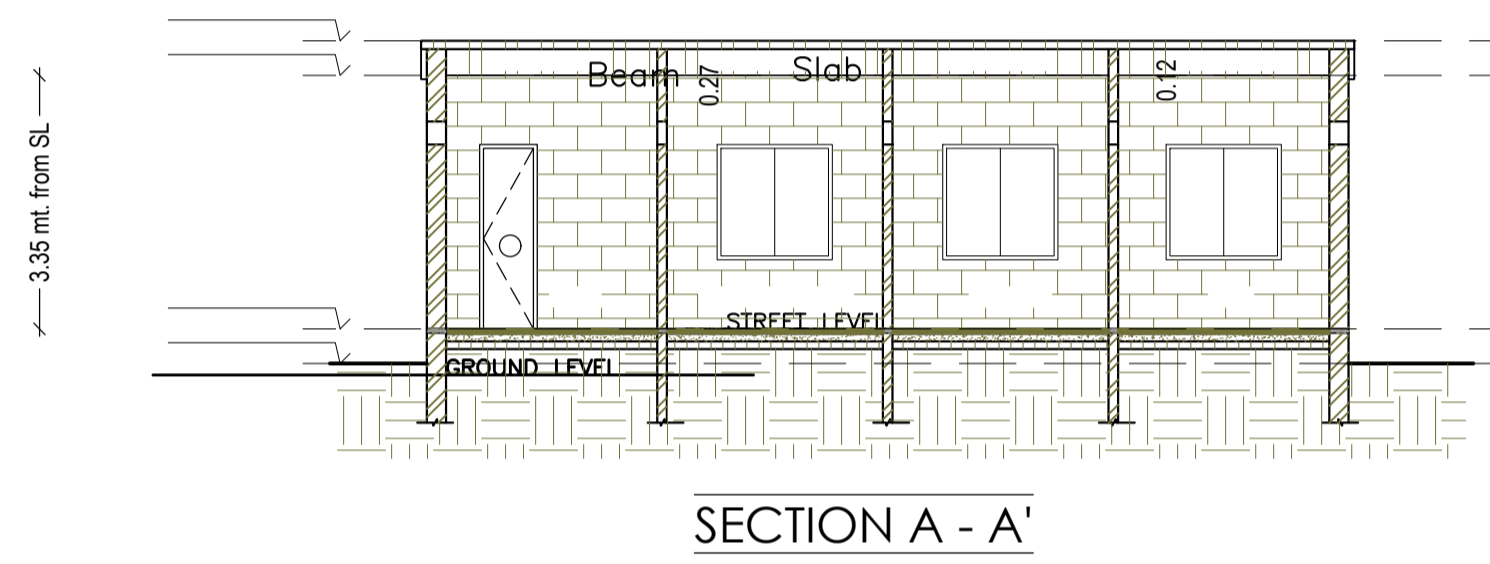 Beam
Slab
0.27
0.12
3.35 mt. from SL
STREET LEVEL
GROUND LEVEL
SECTION A - A'